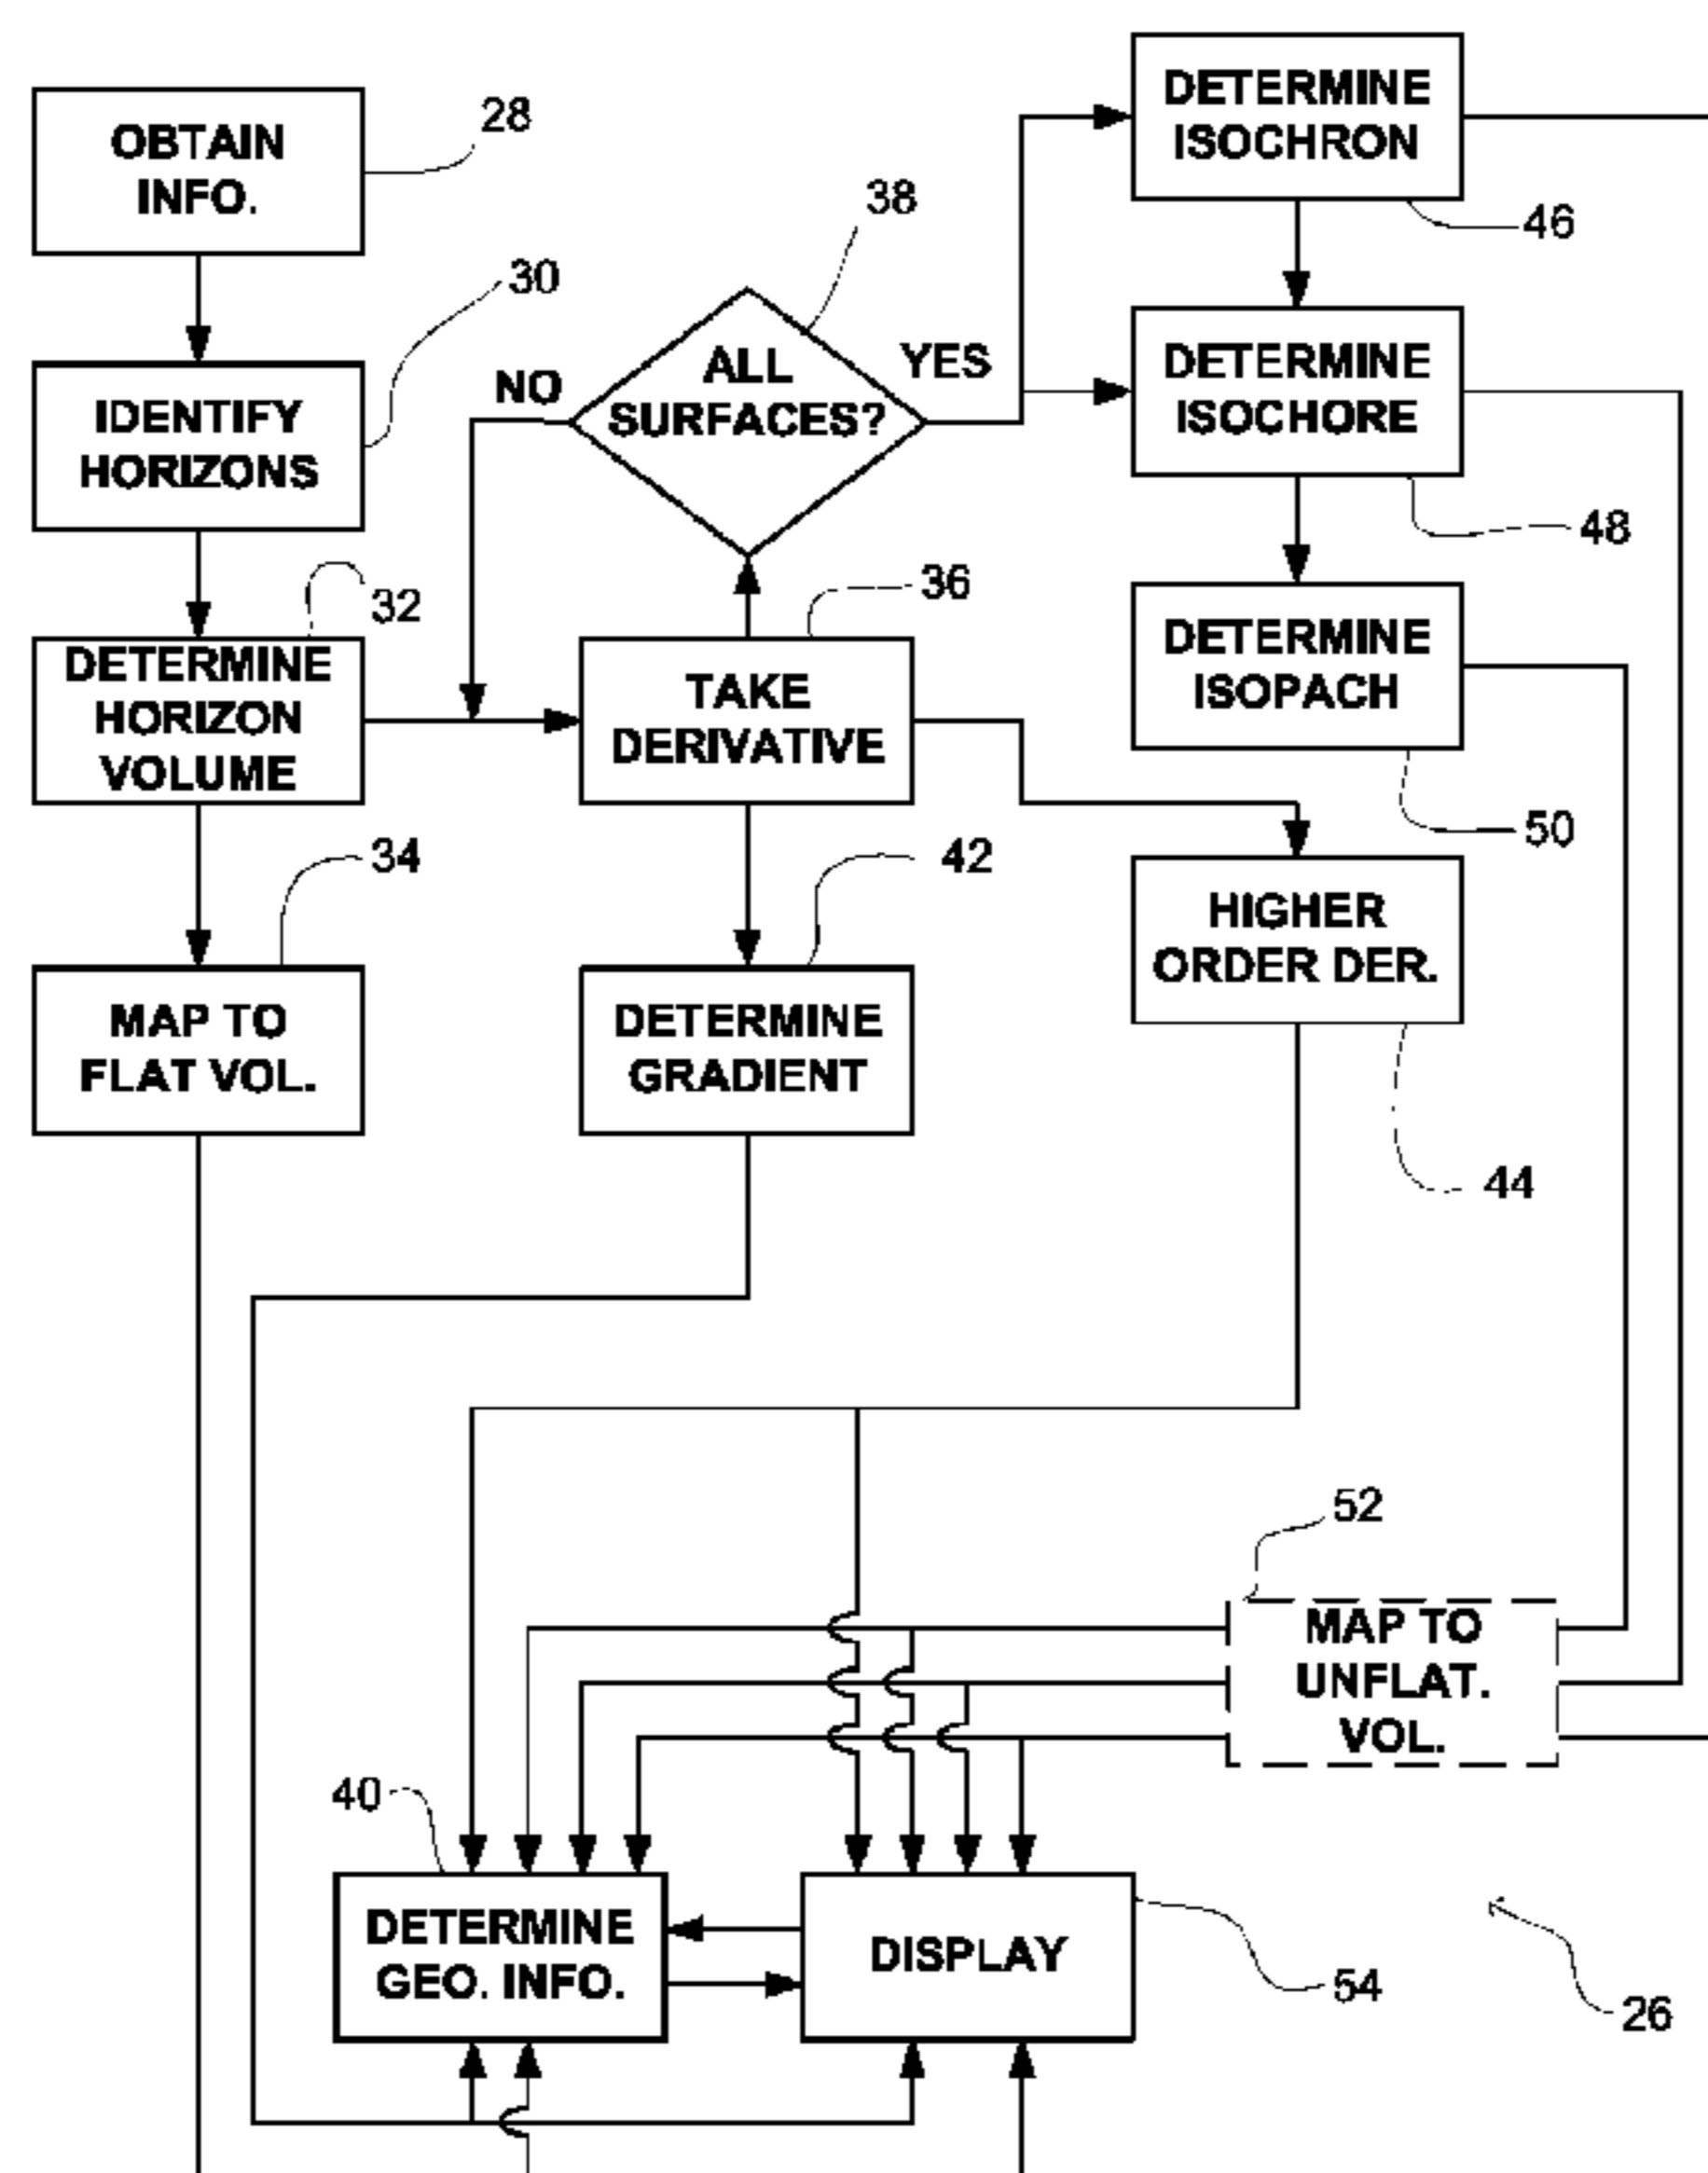 OBTAIN
INFO.
28
IDENTIFY
HORIZONS
30
DETERMINE
HORIZON
VOLUME
32
MAP TO
FLAT VOL.
34
ALL
SURFACES?
38
NO
YES
TAKE
DERIVATIVE
36
DETERMINE
GRADIENT
42
DETERMINE
ISOCHRON
46
DETERMINE
ISOCHORE
48
DETERMINE
ISOPACH
50
HIGHER
ORDER DER.
44
MAP TO
UNFLAT.
VOL.
52
DETERMINE
GEO. INFO.
40
DISPLAY
54
26